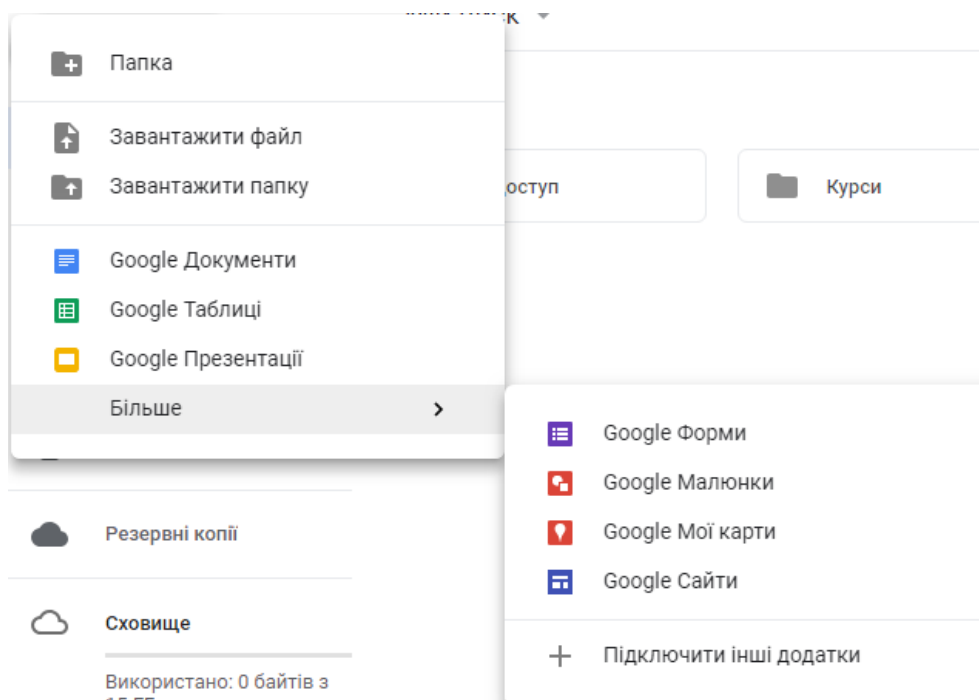 Папка
Завантажити файл
Завантажити папку
Google Документи
Google Таблиці
Google Презентації
Більше
Курси
Google Форми
Google Малюнки
Google Мої карти
Google Сайти
Підключити інші додатки
Резервні копії
Сховище
Використано: 0 байтів з